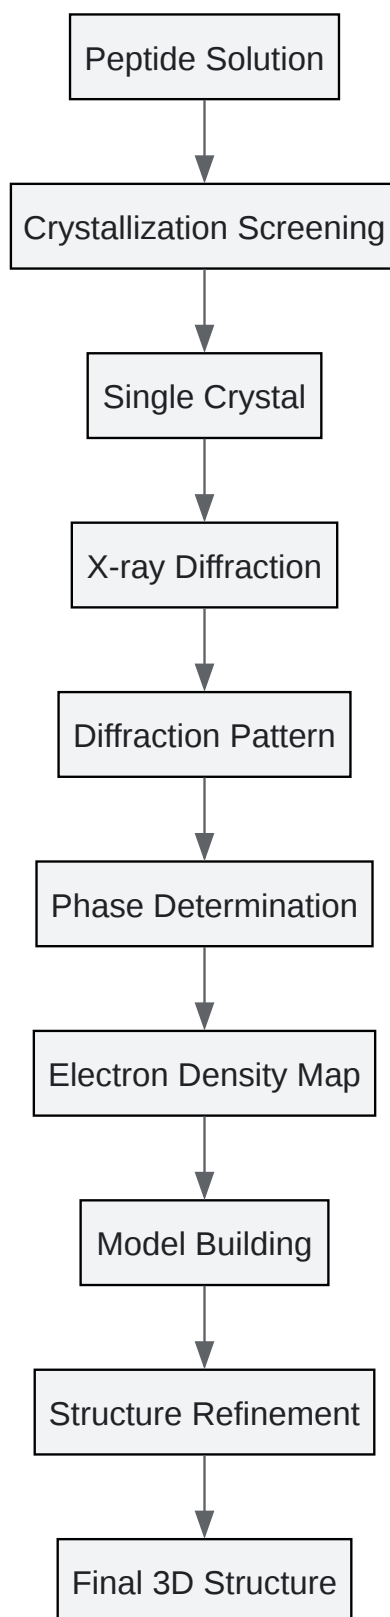 Peptide Solution
Crystallization Screening
Single Crystal
X-ray Diffraction
Diffraction Pattern
Phase Determination
Electron Density Map
Model Building
Structure Refinement
Final 3D Structure